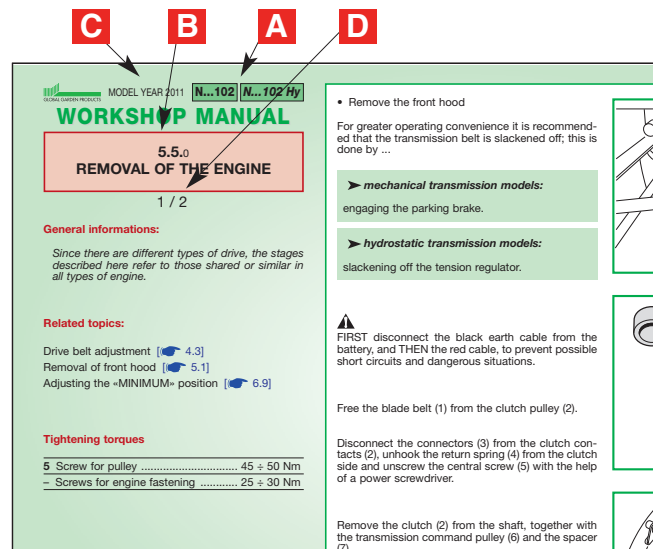 C B A D
GLOBAL GARDEN PRODUCTS MODEL YEAR 2011 N...102 N...102 Hy
WORKSHOP MANUAL
5.5.0
REMOVAL OF THE ENGINE
1 / 2
General informations:
Since there are different types of drive, the stages
described here refer to those shared or similar in
all types of engine.
Related topics:
Drive belt adjustment [☛ 4.3]
Removal of front hood [☛ 5.1]
Adjusting the «MINIMUM» position [☛ 6.9]
Tightening torques
5 Screw for pulley ............................... 45 ÷ 50 Nm
– Screws for engine fastening ............ 25 ÷ 30 Nm
• Remove the front hood
For greater operating convenience it is recommend-
ed that the transmission belt is slackened off; this is
done by ...
➤ mechanical transmission models:
engaging the parking brake.
➤ hydrostatic transmission models:
slackening off the tension regulator.
FIRST disconnect the black earth cable from the
battery, and THEN the red cable, to prevent possible
short circuits and dangerous situations.
Free the blade belt (1) from the clutch pulley (2).
Disconnect the connectors (3) from the clutch con-
tacts (2), unhook the return spring (4) from the clutch
side and unscrew the central screw (5) with the help
of a power screwdriver.
Remove the clutch (2) from the shaft, together with
the transmission command pulley (6) and the spacer
(7)